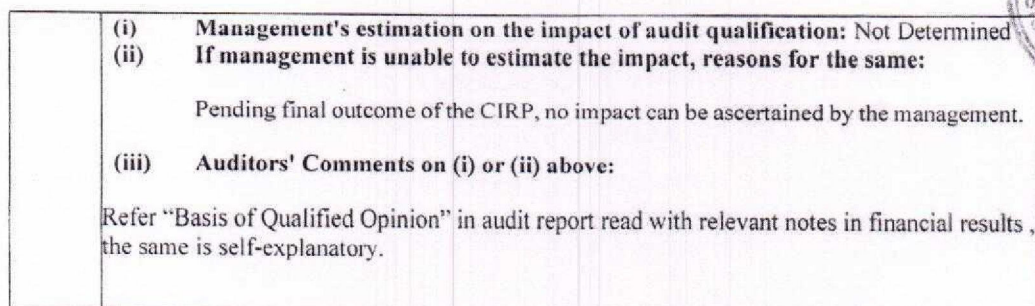 (i) Management's estimation on the impact of audit qualification: Not Determined
(ii) If management is unable to estimate the impact, reasons for the same:
Pending final outcome of the CIRP, no impact can be ascertained by the management.
(iii) Auditors' Comments on (i) or (ii) above:
Refer “Basis of Qualified Opinion” in audit report read with relevant notes in financial results ,
the same is self-explanatory.